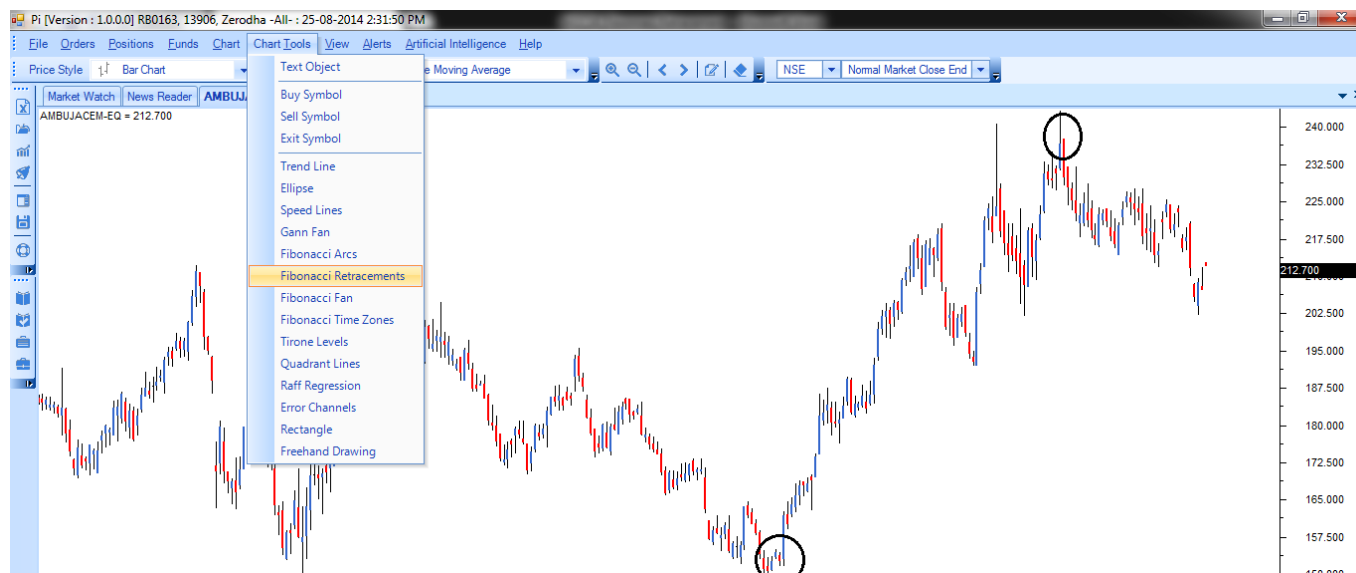 Pi [Version : 1.0.0.0] RB0163, 13906, Zerodha -All- : 25-08-2014 2:31:50 PM
File Orders Positions Funds Chart Chart Tools View Alerts Artificial Intelligence Help
Price Style Bar Chart e Moving Average NSE Normal Market Close End
Market Watch News Reader AMBUJA
AMBUJACEM-EQ = 212.700
Text Object
Buy Symbol
Sell Symbol
Exit Symbol
Trend Line
Ellipse
Speed Lines
Gann Fan
Fibonacci Arcs
Fibonacci Retracements
Fibonacci Fan
Fibonacci Time Zones
Tirone Levels
Quadrant Lines
Raff Regression
Error Channels
Rectangle
Freehand Drawing
240.000
232.500
225.000
217.500
212.700
202.500
195.000
187.500
180.000
172.500
165.000
157.500